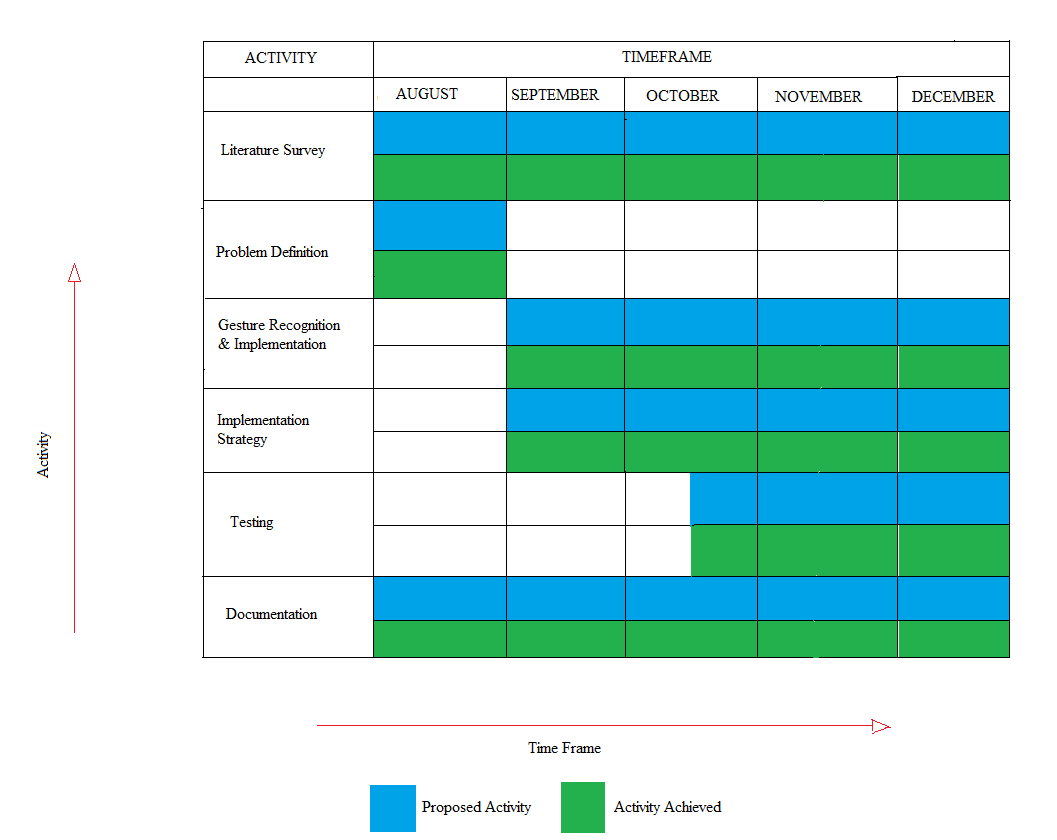 ACTIVITY
TIMEFRAME
AUGUST
SEPTEMBER
OCTOBER
NOVEMBER
DECEMBER
Literature Survey
Problem Definition
Gesture Recognition
& Implementation
Implementation
Strategy
Testing
Documentation
Activity
Time Frame
Proposed Activity
Activity Achieved